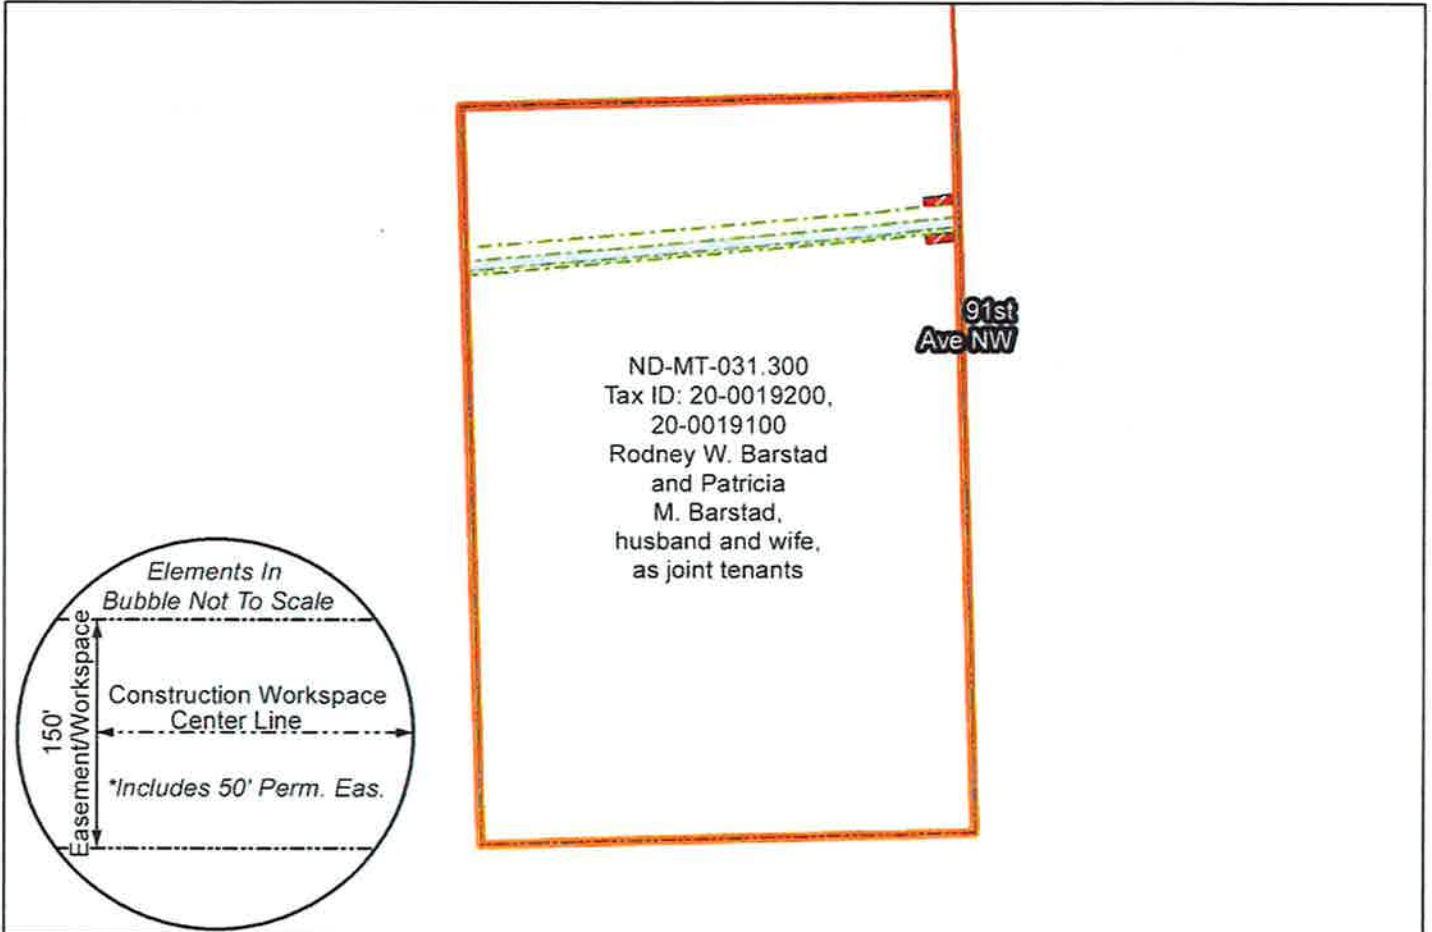 91st
Ave NW
ND-MT-031.300
Tax ID: 20-0019200,
20-0019100
Rodney W. Barstad
and Patricia
M. Barstad,
husband and wife,
as joint tenants
Elements In
Bubble Not To Scale
150'
Easement/Workspace
Construction Workspace
Center Line
*Includes 50' Perm. Eas.